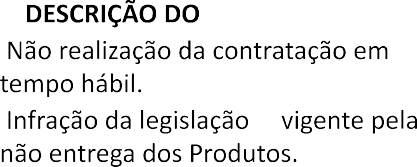 DESCRIÇÃO DO
Não realização da contratação em
tempo hábil.
Infração da legislação vigente pela
não entrega dos Produtos.